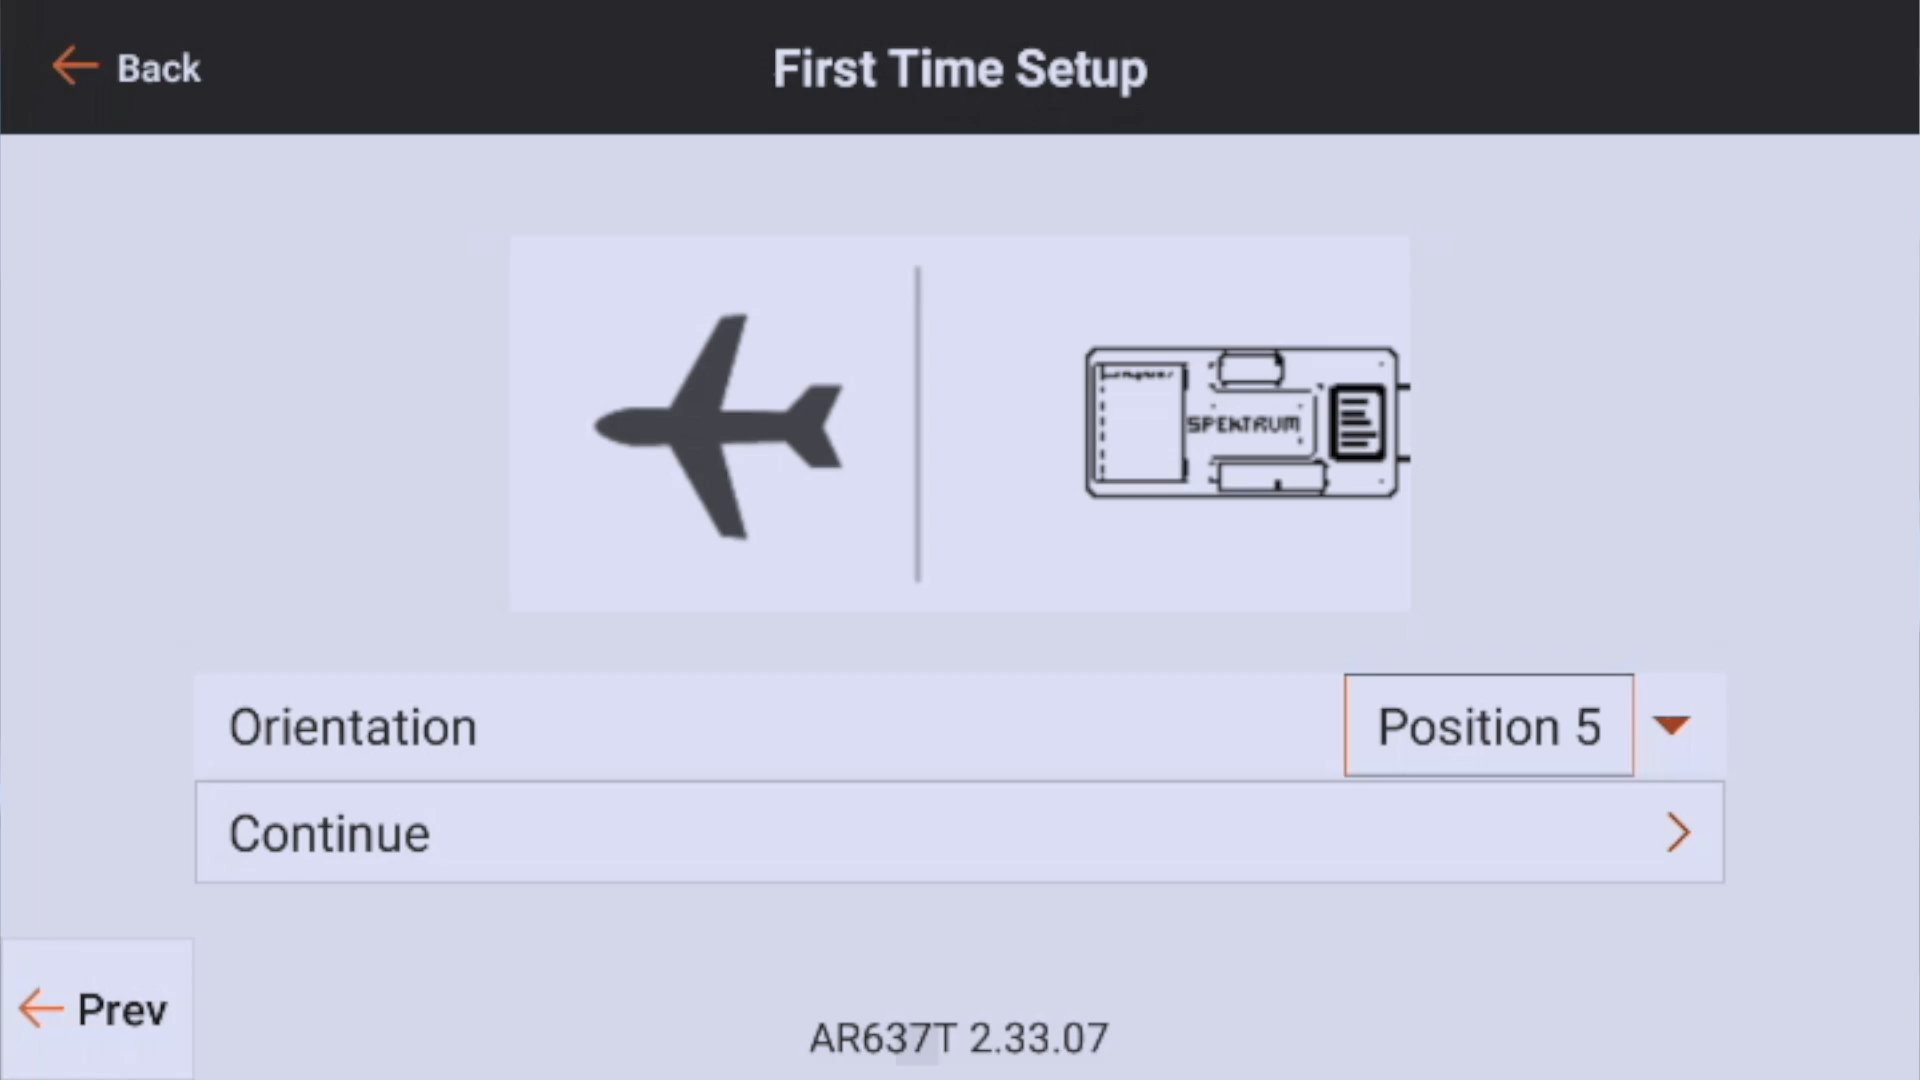 Back
First Time Setup
SPEKTRUM
Orientation
Position 5
Continue
Prev
AR637T 2.33.07